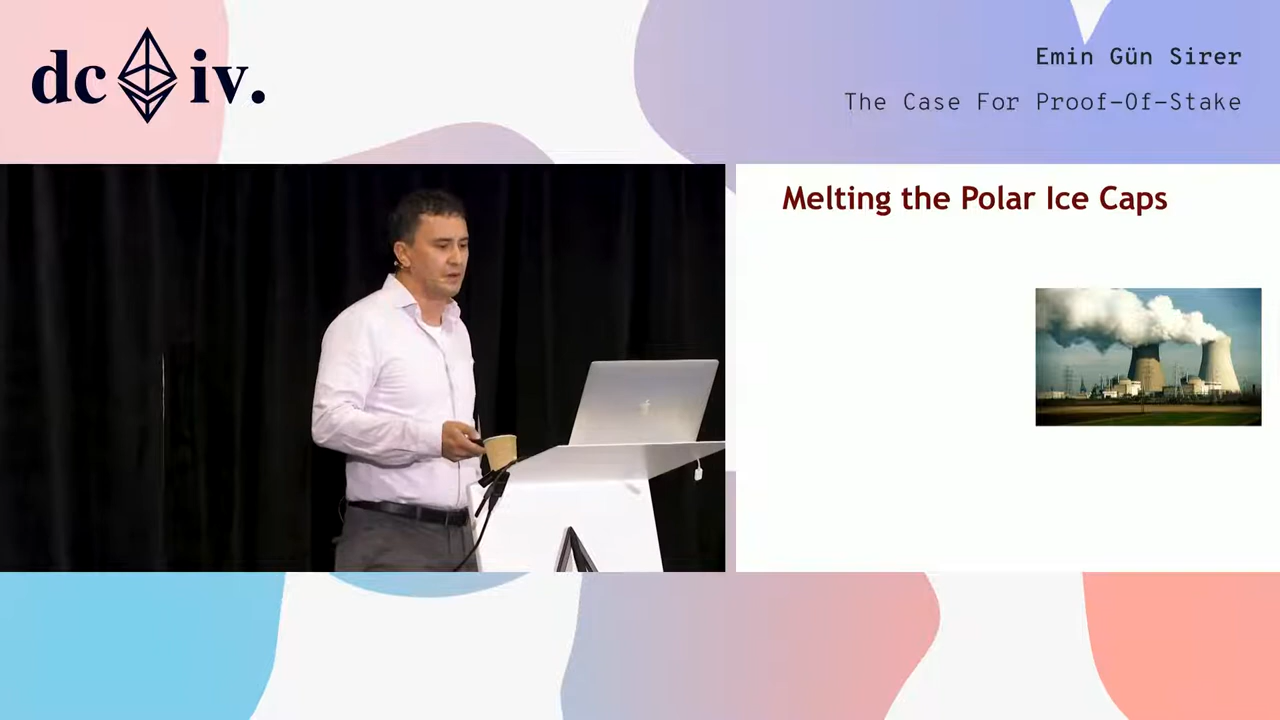 dc iv.
Emin Gün Sirer
The Case For Proof-Of-Stake
Melting the Polar Ice Caps